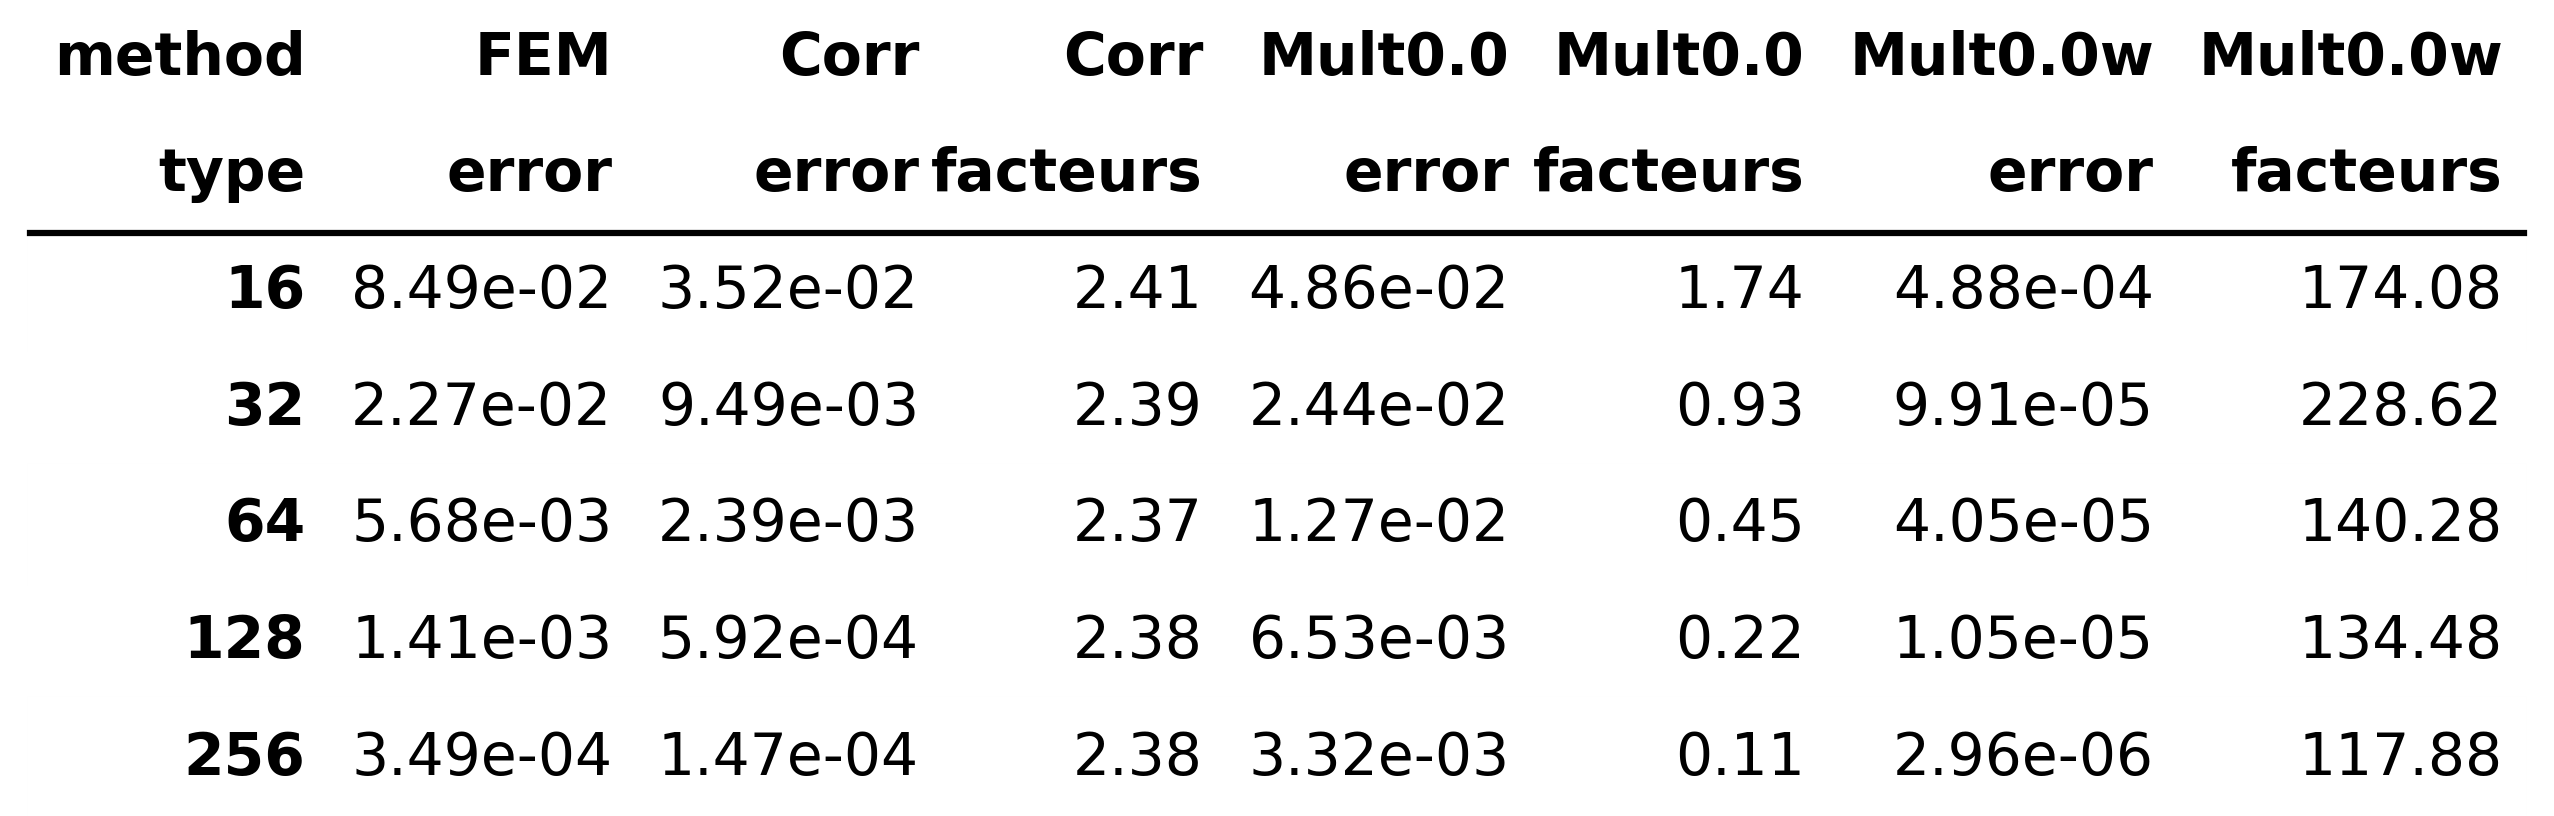 method FEM Corr Corr Mult0.0 Mult0.0 Mult0.0w Mult0.0w
type error error facteurs error facteurs error facteurs
16 8.49e-02 3.52e-02 2.41 4.86e-02 1.74 4.88e-04 174.08
32 2.27e-02 9.49e-03 2.39 2.44e-02 0.93 9.91e-05 228.62
64 5.68e-03 2.39e-03 2.37 1.27e-02 0.45 4.05e-05 140.28
128 1.41e-03 5.92e-04 2.38 6.53e-03 0.22 1.05e-05 134.48
256 3.49e-04 1.47e-04 2.38 3.32e-03 0.11 2.96e-06 117.88